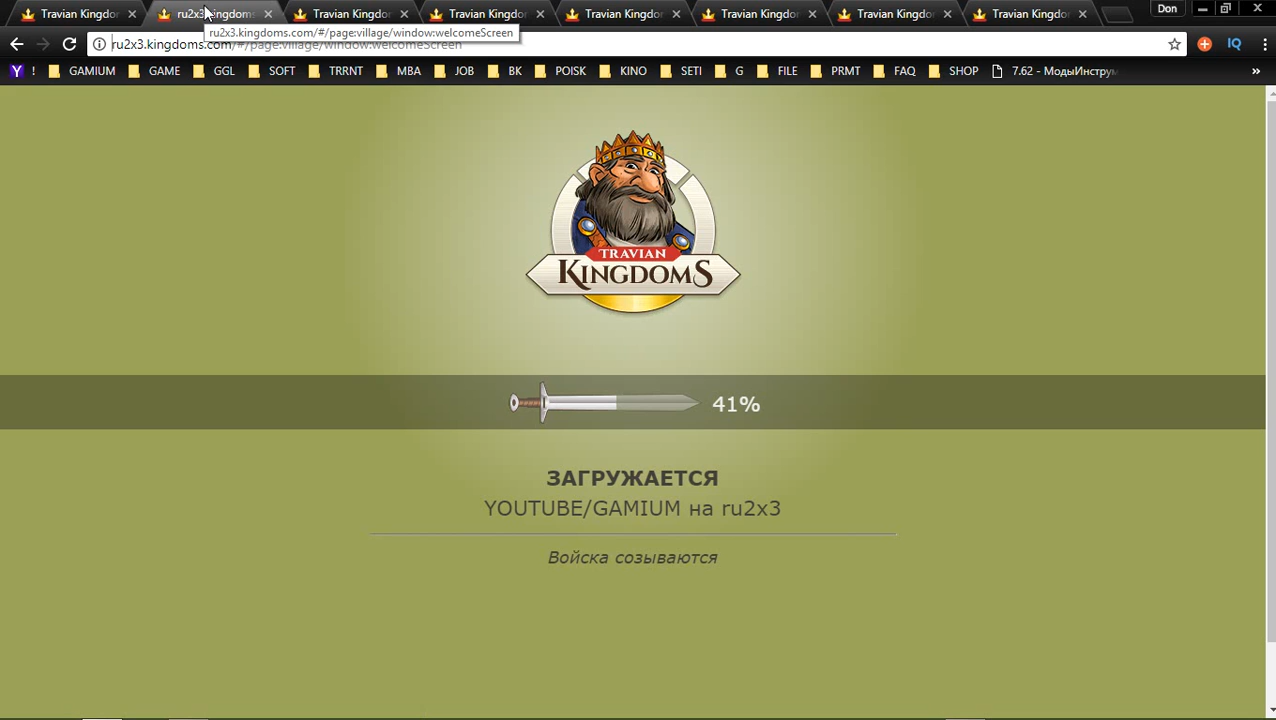 Travian Kingdo
ru2x3.kingdoms
Travian Kingdo
Travian Kingdo
Travian Kingdo
Travian Kingdo
Travian Kingdo
Travian Kingdo
Don
ru2x3.kingdoms.com/#/page:village/window:welcomeScreen
ru2x3.kingdoms.com/#/page:village/window:welcomeScreen
IQ
Y ! GAMIUM GAME GGL SOFT TRRNT MBA JOB BK POISK KINO SETI G FILE PRMT FAQ SHOP 7.62 - МодыИнструм »
TRAVIAN
KINGDOMS
41%
ЗАГРУЖАЕТСЯ
YOUTUBE/GAMIUM на ru2x3
Войска созываются